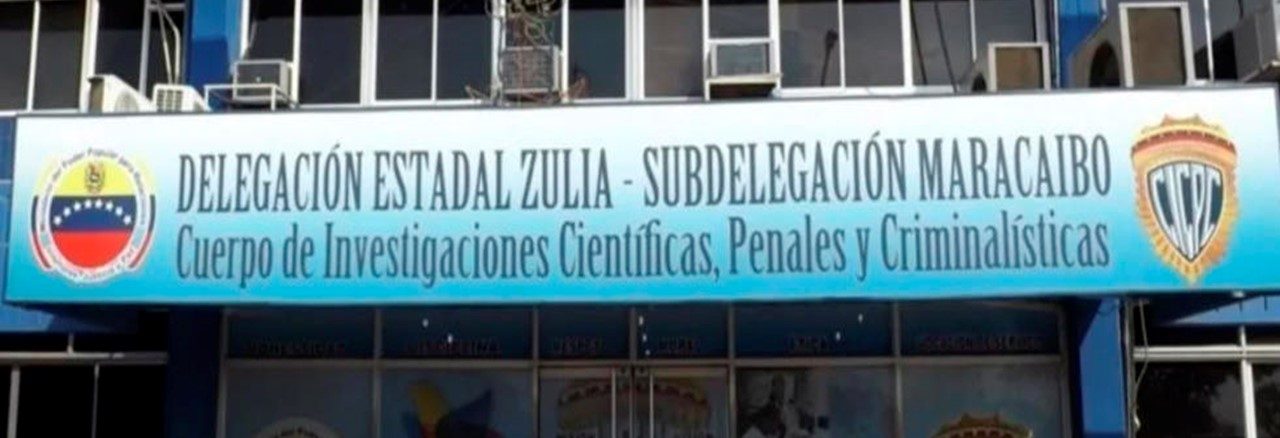 DELEGACIÓN ESTADAL ZULIA - SUBDELEGACIÓN MARACAIBO
Cuerpo de Investigaciones Científicas, Penales y Criminalísticas
CICPC